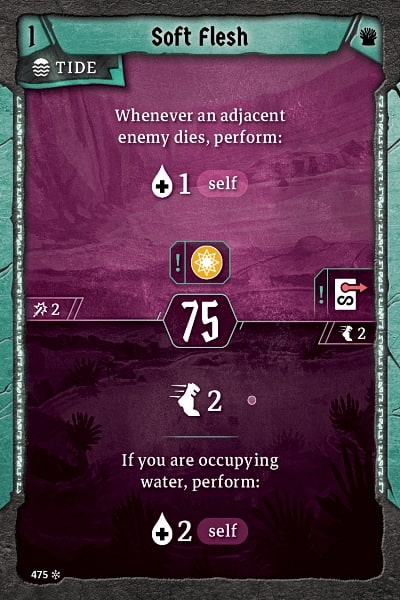 1
Soft Flesh
TIDE
Whenever an adjacent
enemy dies, perform:
1 self
!
!
S
2
75
2
2
If you are occupying
water, perform:
2 self
475